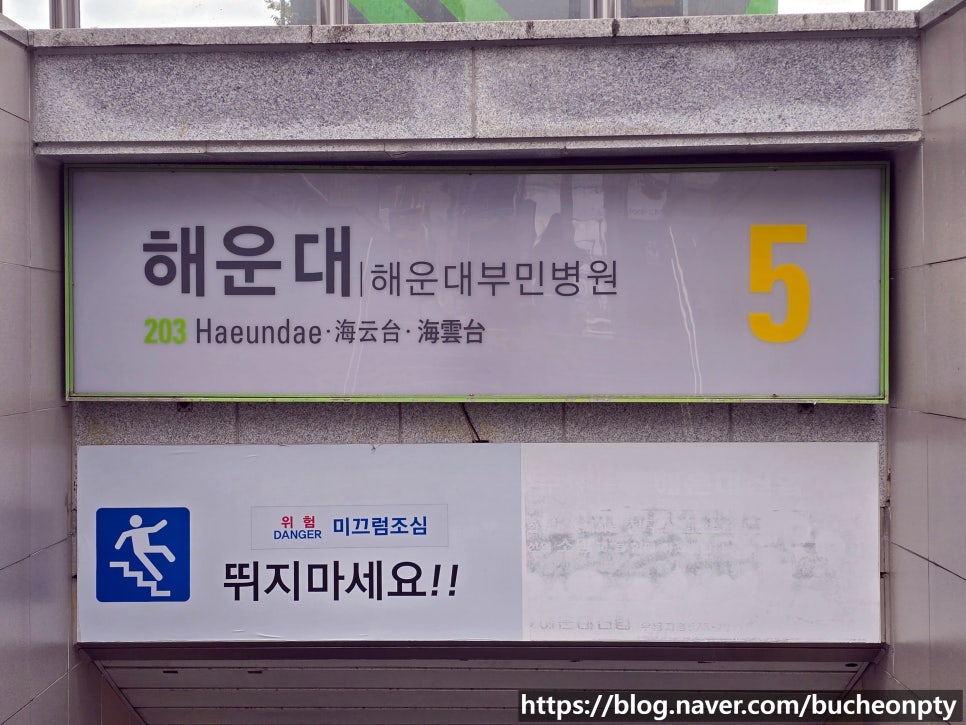 해운대|해운대부민병원
203 Haeundae·海云台·海雲台
5
위 험
DANGER
미끄럼조심
뛰지마세요!!
https://blog.naver.com/bucheonpty